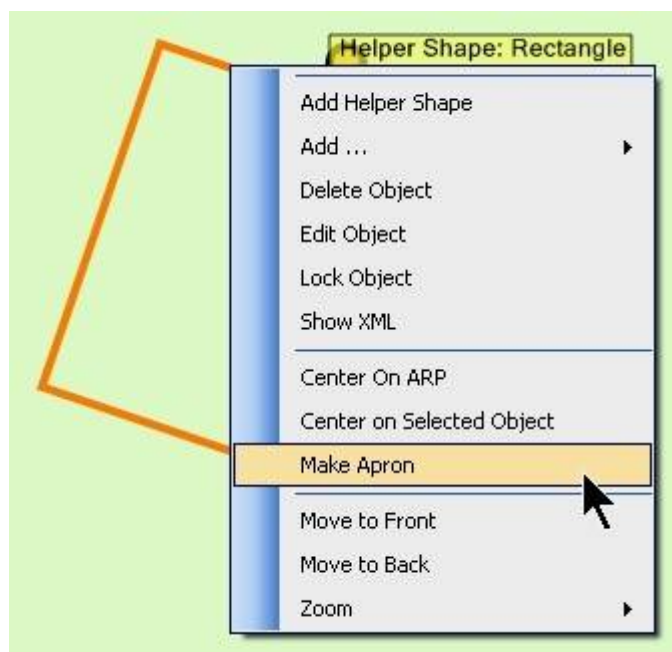 Helper Shape: Rectangle
Add Helper Shape
Add ...
Delete Object
Edit Object
Lock Object
Show XML
Center On ARP
Center on Selected Object
Make Apron
Move to Front
Move to Back
Zoom